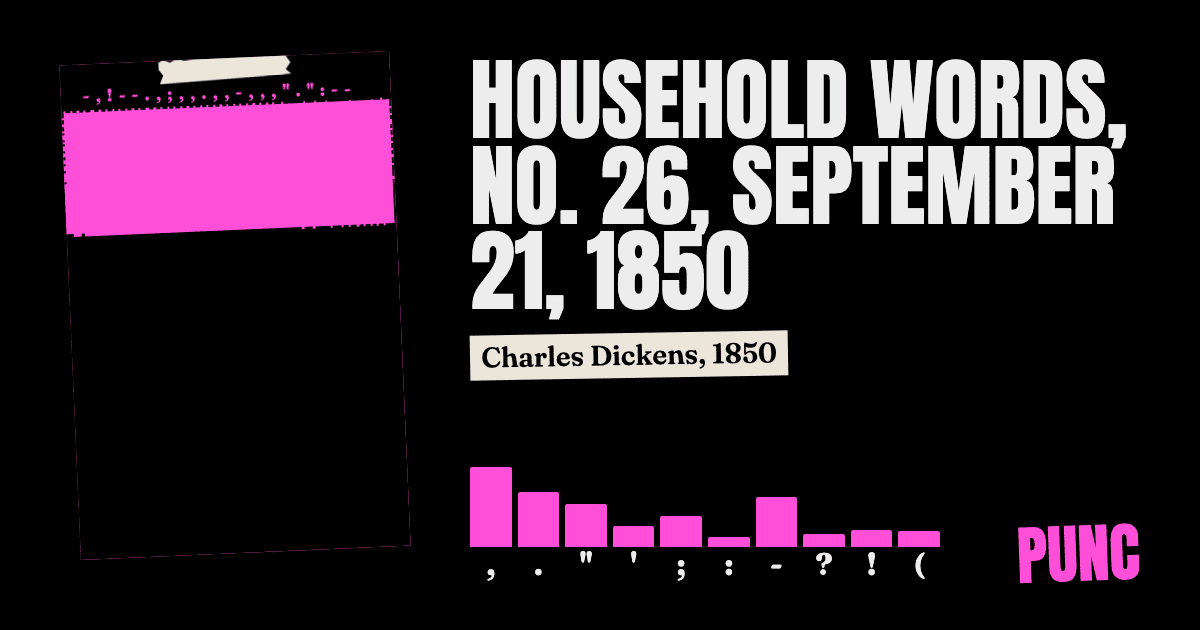 -,!--.,;,,.,,-,,,".":--
HOUSEHOLD WORDS,
NO. 26, SEPTEMBER
21, 1850
Charles Dickens, 1850
, . " ' ; : - ? ! (
PUNC